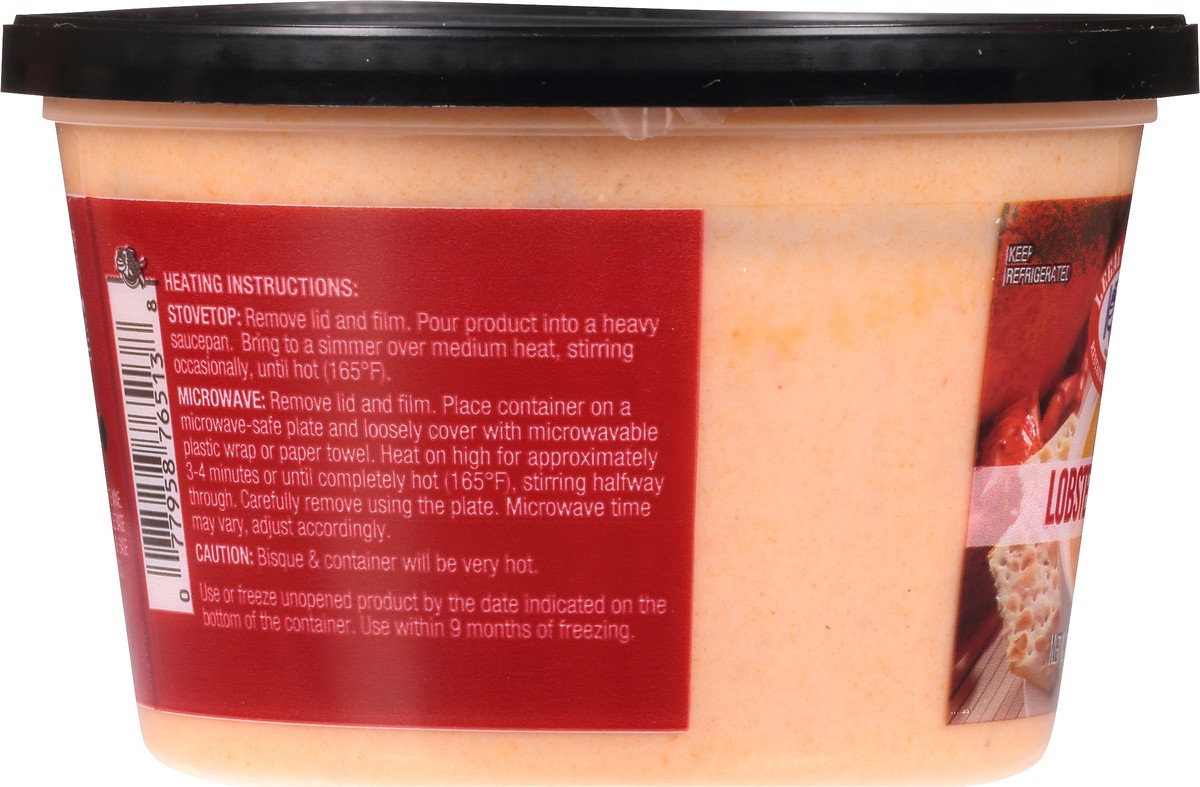 HEATING INSTRUCTIONS:
STOVETOP: Remove lid and film. Pour product into a heavy
saucepan. Bring to a simmer over medium heat, stirring
occasionally, until hot (165°F).
MICROWAVE: Remove lid and film. Place container on a
microwave-safe plate and loosely cover with microwavable
plastic wrap or paper towel. Heat on high for approximately
3-4 minutes or until completely hot (165°F), stirring halfway
through. Carefully remove using the plate. Microwave time
may vary, adjust accordingly.
CAUTION: Bisque & container will be very hot.
Use or freeze unopened product by the date indicated on the
bottom of the container. Use within 9 months of freezing.
0 77958 76513 8
KEEP
REFRIGERATED
LOBSTE
NET